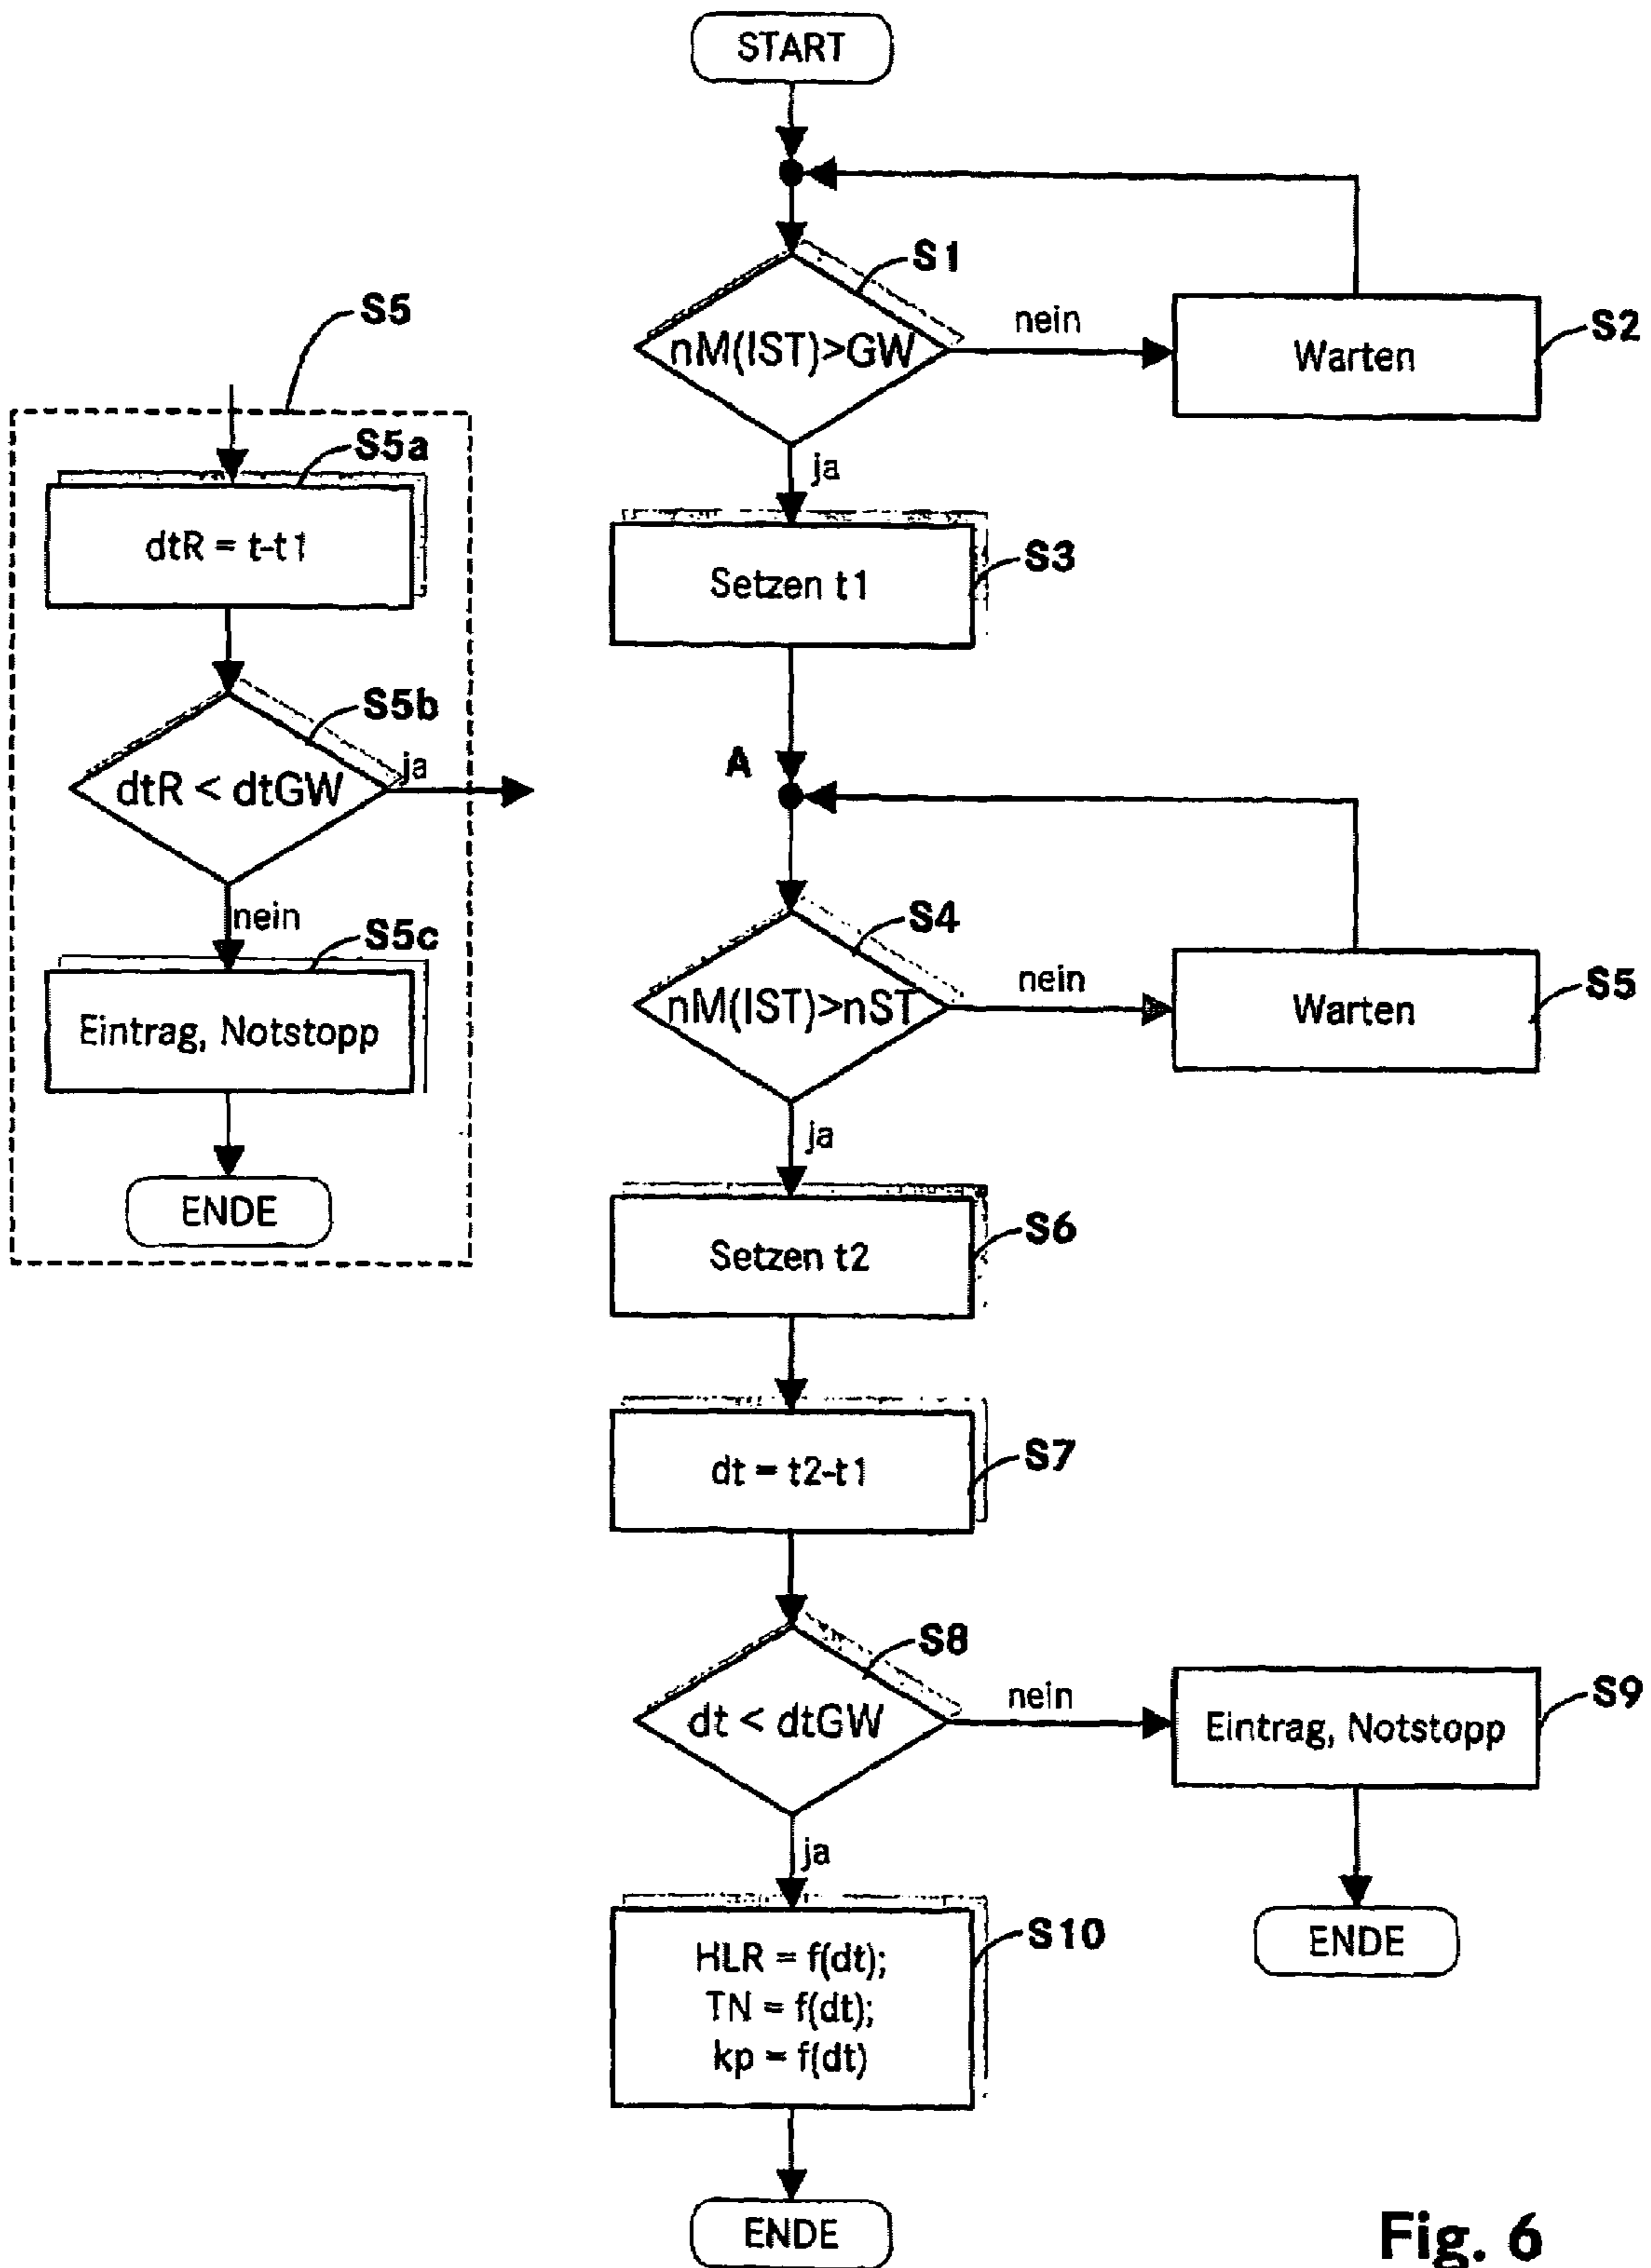 START
S1
nM(IST)>GW
nein
Warten
S2
ja
Setzen t1
S3
A
S4
nM(IST)>nST
nein
Warten
S5
ja
Setzen t2
S6
dt = t2-t1
S7
S8
dt < dtGW
nein
Eintrag, Notstopp
S9
ENDE
ja
HLR = f(dt);
TN = f(dt);
kp = f(dt)
S10
ENDE
S5
S5a
dtR = t-t1
S5b
dtR < dtGW
ja
nein
S5c
Eintrag, Notstopp
ENDE
Fig. 6